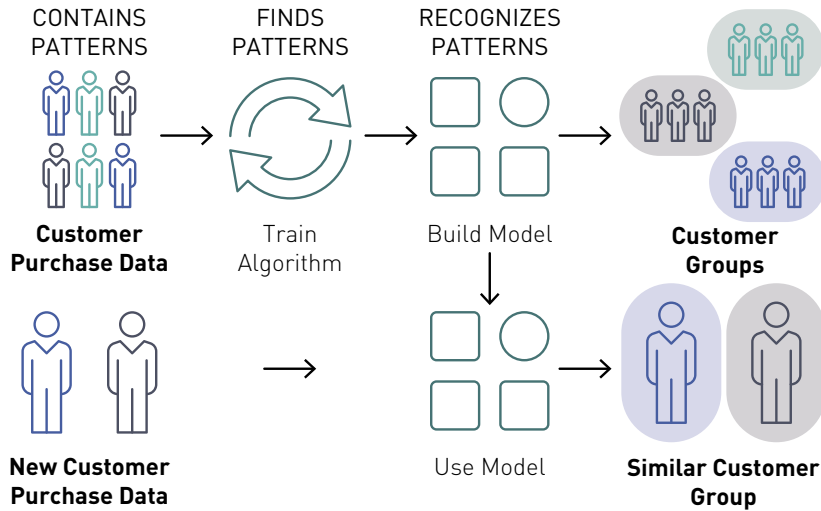 CONTAINS
PATTERNS
FINDS
PATTERNS
RECOGNIZES
PATTERNS
Customer
Purchase Data
Train
Algorithm
Build Model
Customer
Groups
New Customer
Purchase Data
Use Model
Similar Customer
Group